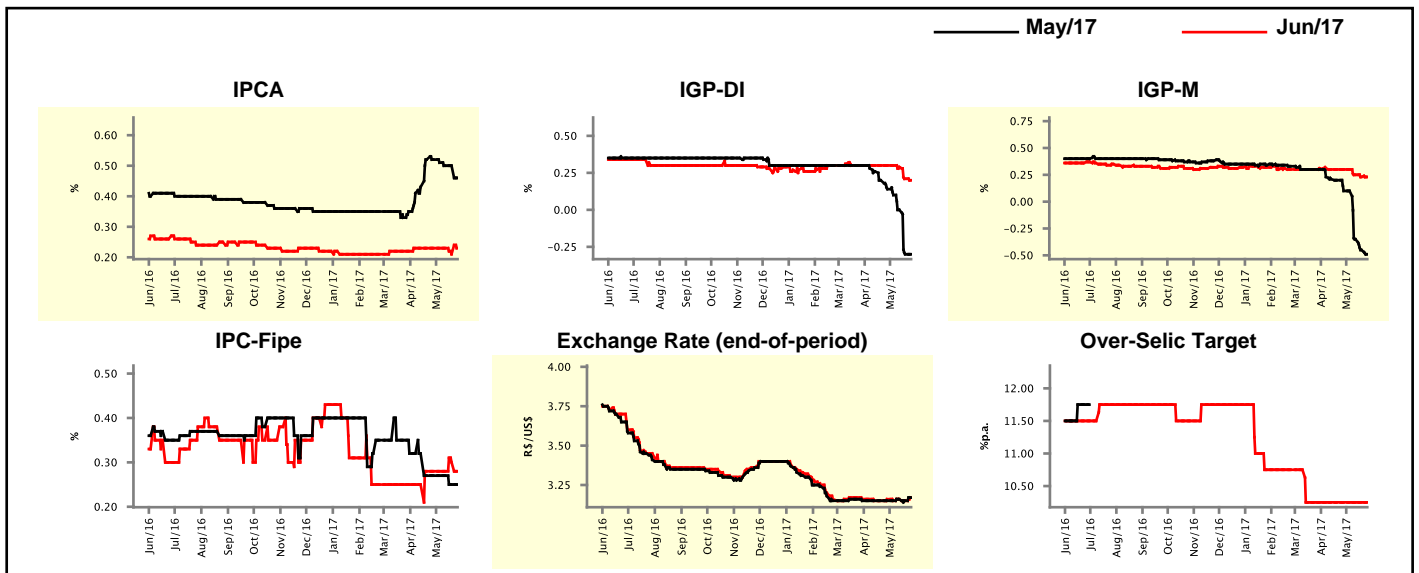 May/17 Jun/17
IPCA
%
0.60
0.50
0.40
0.30
0.20
Jun/16 Jul/16 Aug/16 Sep/16 Oct/16 Nov/16 Dec/16 Jan/17 Feb/17 Mar/17 Apr/17 May/17
IGP-DI
%
0.50
0.25
0.00
−0.25
Jun/16 Jul/16 Aug/16 Sep/16 Oct/16 Nov/16 Dec/16 Jan/17 Feb/17 Mar/17 Apr/17 May/17
IGP-M
%
0.75
0.50
0.25
0.00
−0.25
−0.50
Jun/16 Jul/16 Aug/16 Sep/16 Oct/16 Nov/16 Dec/16 Jan/17 Feb/17 Mar/17 Apr/17 May/17
IPC-Fipe
%
0.50
0.40
0.30
0.20
Jun/16 Jul/16 Aug/16 Sep/16 Oct/16 Nov/16 Dec/16 Jan/17 Feb/17 Mar/17 Apr/17 May/17
Exchange Rate (end-of-period)
R$/US$
4.00
3.75
3.50
3.25
Jun/16 Jul/16 Aug/16 Sep/16 Oct/16 Nov/16 Dec/16 Jan/17 Feb/17 Mar/17 Apr/17 May/17
Over-Selic Target
%p.a.
12.00
11.50
11.00
10.50
Jun/16 Jul/16 Aug/16 Sep/16 Oct/16 Nov/16 Dec/16 Jan/17 Feb/17 Mar/17 Apr/17 May/17